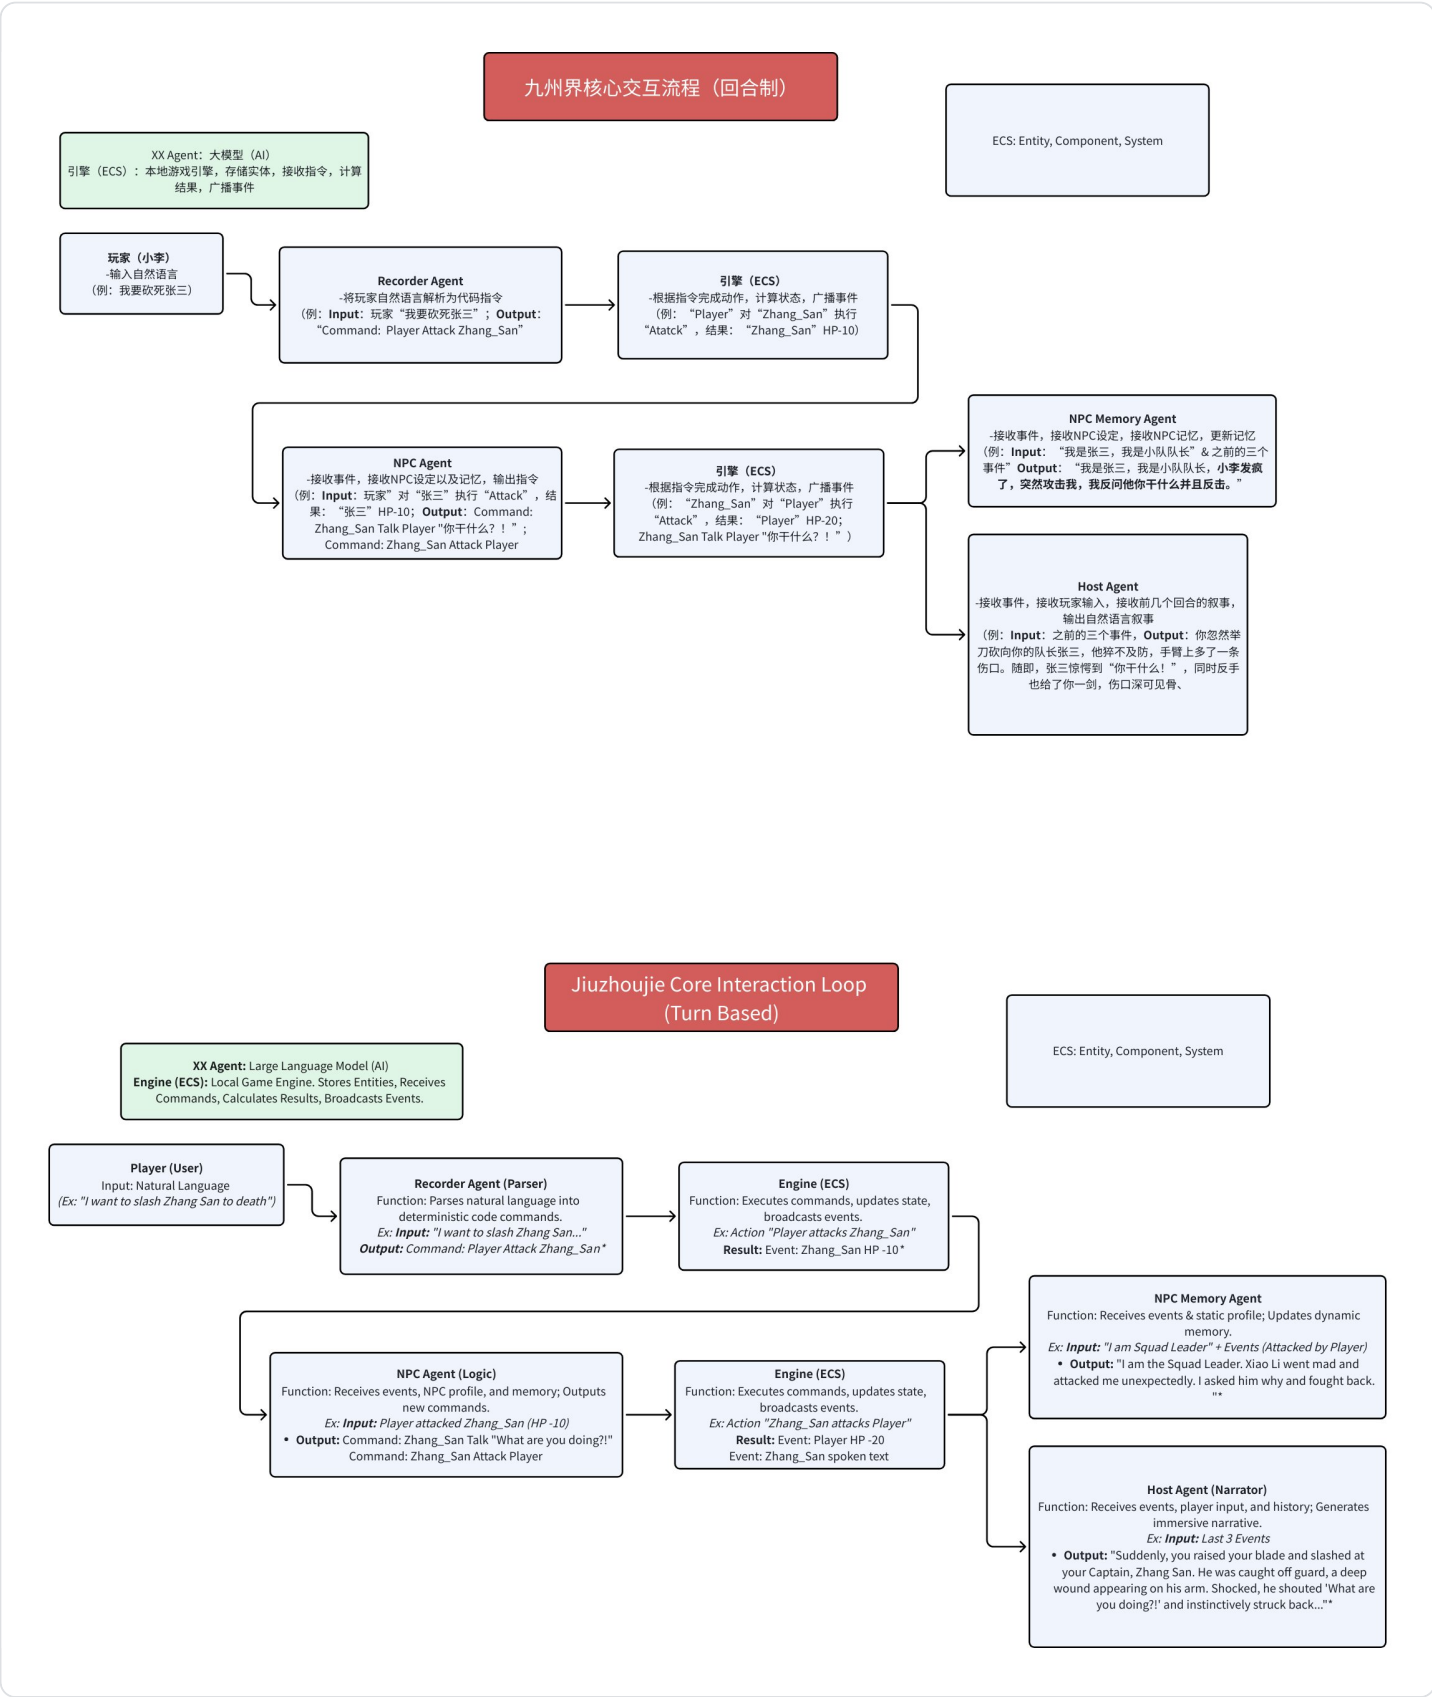 九州界核心交互流程（回合制）
ECS: Entity, Component, System
XX Agent：大模型（AI）
引擎（ECS）：本地游戏引擎，存储实体，接收指令，计算
结果，广播事件
玩家（小李）
-输入自然语言
（例：我要砍死张三）
Recorder Agent
-将玩家自然语言解析为代码指令
（例：Input：玩家“我要砍死张三”；Output：
“Command: Player Attack Zhang_San”
引擎（ECS）
-根据指令完成动作，计算状态，广播事件
（例：“Player”对“Zhang_San”执行
“Atatck”，结果：“Zhang_San”HP-10）
NPC Agent
-接收事件，接收NPC设定以及记忆，输出指令
（例：Input：玩家”对“张三”执行“Attack”，结
果：“张三”HP-10；Output：Command:
Zhang_San Talk Player "你干什么？！”;
Command: Zhang_San Attack Player
引擎（ECS）
-根据指令完成动作，计算状态，广播事件
（例：“Zhang_San”对“Player”执行
“Attack”，结果：“Player”HP-20；
Zhang_San Talk Player "你干什么？！”）
NPC Memory Agent
-接收事件，接收NPC设定，接收NPC记忆，更新记忆
（例：Input：“我是张三，我是小队队长”& 之前的三个
事件”Output：“我是张三，我是小队队长，小李发疯
了，突然攻击我，我反问他你干什么并且反击。”
Host Agent
-接收事件，接收玩家输入，接收前几个回合的叙事，
输出自然语言叙事
（例：Input：之前的三个事件，Output：你忽然举
刀砍向你的队长张三，他猝不及防，手臂上多了一条
伤口。随即，张三惊愕到“你干什么！”，同时反手
也给了你一剑，伤口深可见骨、
Jiuzhoujie Core Interaction Loop
(Turn Based)
ECS: Entity, Component, System
XX Agent: Large Language Model (AI)
Engine (ECS): Local Game Engine. Stores Entities, Receives
Commands, Calculates Results, Broadcasts Events.
Player (User)
Input: Natural Language
(Ex: "I want to slash Zhang San to death")
Recorder Agent (Parser)
Function: Parses natural language into
deterministic code commands.
Ex: Input: "I want to slash Zhang San..."
Output: Command: Player Attack Zhang_San*
Engine (ECS)
Function: Executes commands, updates state,
broadcasts events.
Ex: Action "Player attacks Zhang_San"
Result: Event: Zhang_San HP -10*
NPC Agent (Logic)
Function: Receives events, NPC profile, and memory; Outputs
new commands.
Ex: Input: Player attacked Zhang_San (HP -10)
• Output: Command: Zhang_San Talk "What are you doing?!"
Command: Zhang_San Attack Player
Engine (ECS)
Function: Executes commands, updates state,
broadcasts events.
Ex: Action "Zhang_San attacks Player"
Result: Event: Player HP -20
Event: Zhang_San spoken text
NPC Memory Agent
Function: Receives events & static profile; Updates dynamic
memory.
Ex: Input: "I am Squad Leader" + Events (Attacked by Player)
• Output: "I am the Squad Leader. Xiao Li went mad and
attacked me unexpectedly. I asked him why and fought back.
"*
Host Agent (Narrator)
Function: Receives events, player input, and history; Generates
immersive narrative.
Ex: Input: Last 3 Events
• Output: "Suddenly, you raised your blade and slashed at
your Captain, Zhang San. He was caught off guard, a deep
wound appearing on his arm. Shocked, he shouted 'What are
you doing?!' and instinctively struck back..."*